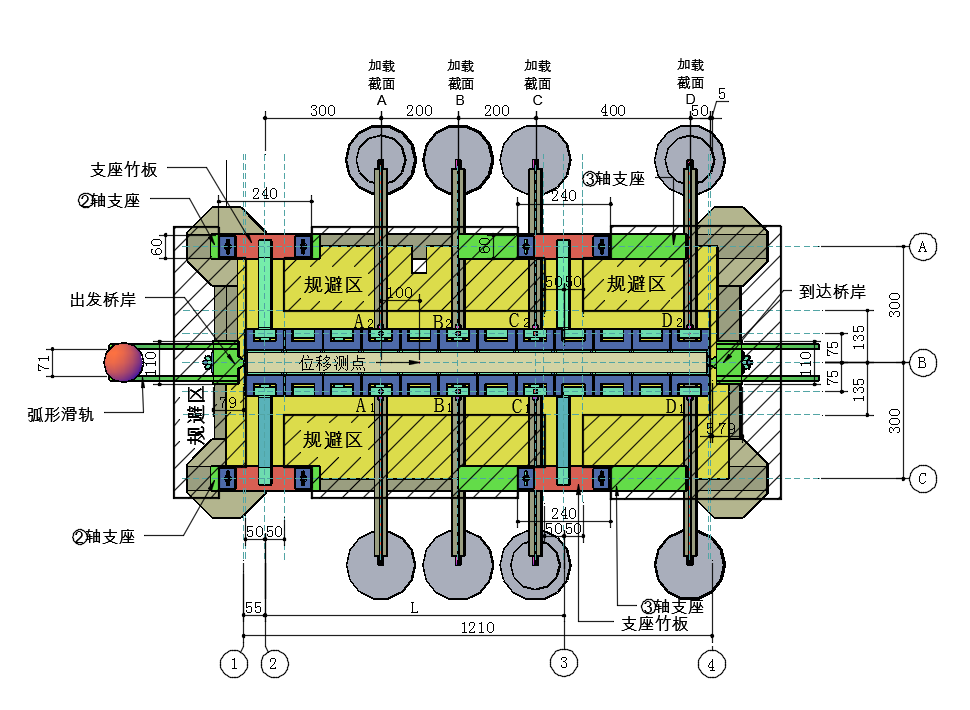 加载 加载 加载 加载
截面 截面 截面 截面
A B C D
5
300 200 200 400 50
支座竹板
②轴支座
③轴支座
240 240
60 60
A
规避区 规避区
5050
出发桥岸
100
到达桥岸
300
A2 B2 C2 D2
135
75
71 110
位移测点
110
B
75
135
弧形滑轨
规避区
79
A1 B1 C1 D1
规避区
5 79
300
C
②轴支座
240
5050 5050
③轴支座
支座竹板
55 L
1210
1 2 3 4